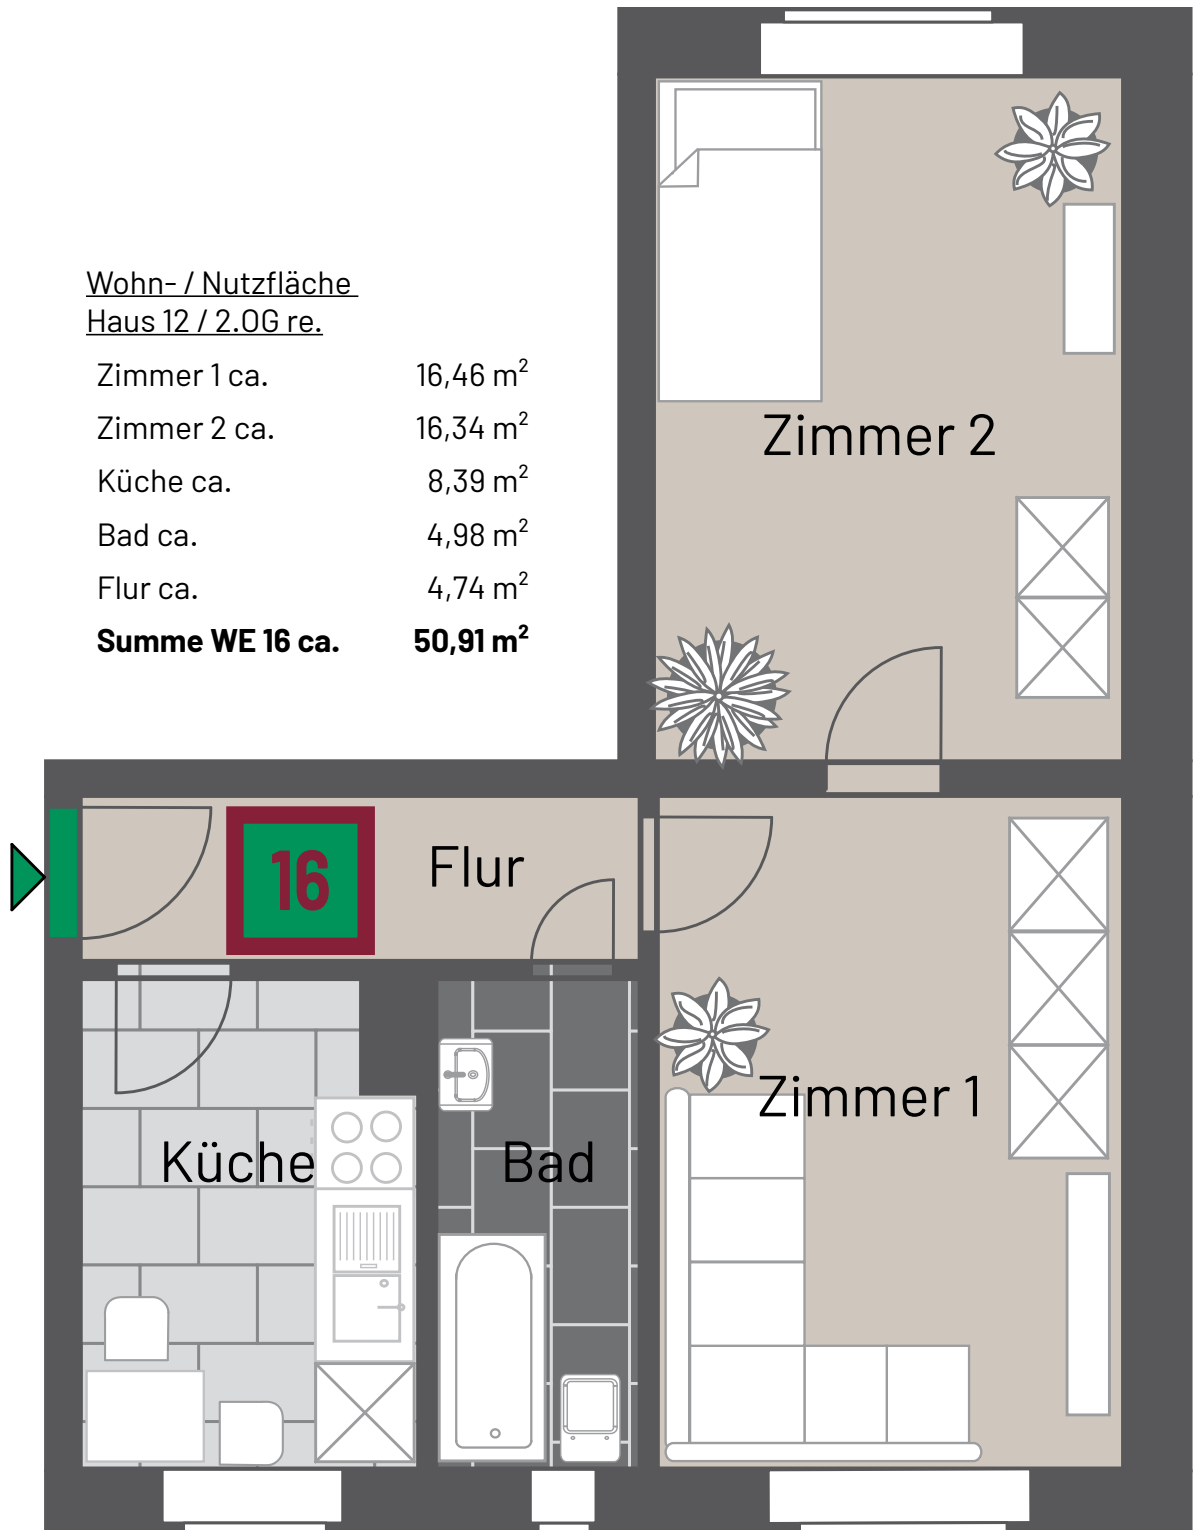 Wohn- / Nutzfläche
Haus 12 / 2.OG re.
Zimmer 1 ca. 16,46 m²
Zimmer 2 ca. 16,34 m²
Küche ca. 8,39 m²
Bad ca. 4,98 m²
Flur ca. 4,74 m²
Summe WE 16 ca. 50,91 m²
Zimmer 2
16
Flur
Zimmer 1
Küche
Bad